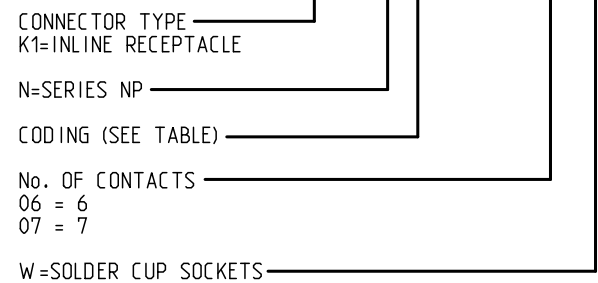 CONNECTOR TYPE
K1=INLINE RECEPTACLE
N=SERIES NP
CODING (SEE TABLE)
No. OF CONTACTS
06 = 6
07 = 7
W=SOLDER CUP SOCKETS